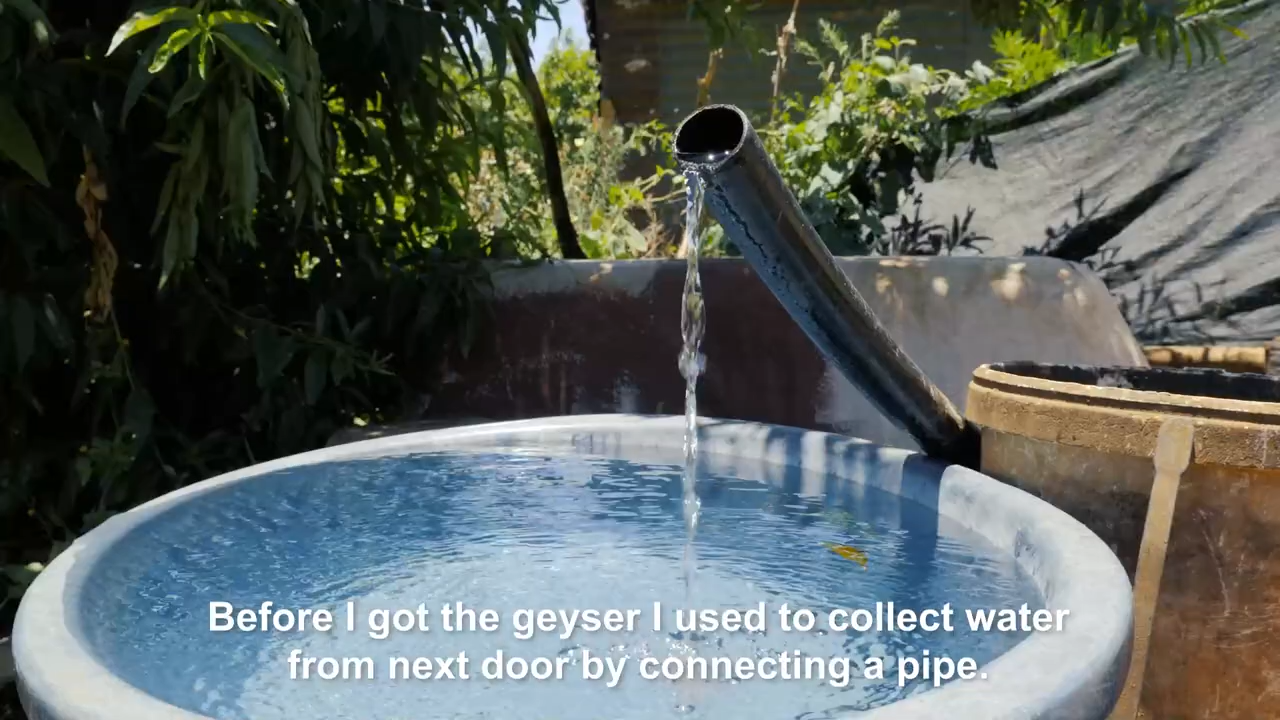 Before I got the geyser I used to collect water
from next door by connecting a pipe.